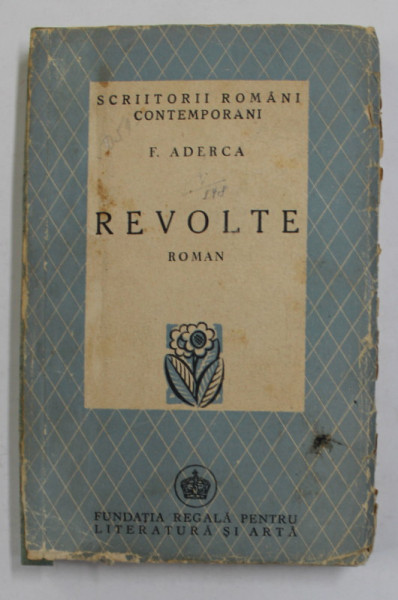 SCRIITORII ROMÂNI
CONTEMPORANI
F. ADERCA
REVOLTE
ROMAN
FUNDAȚIA REGALĂ PENTRU
LITERATURĂ ȘI ARTĂ